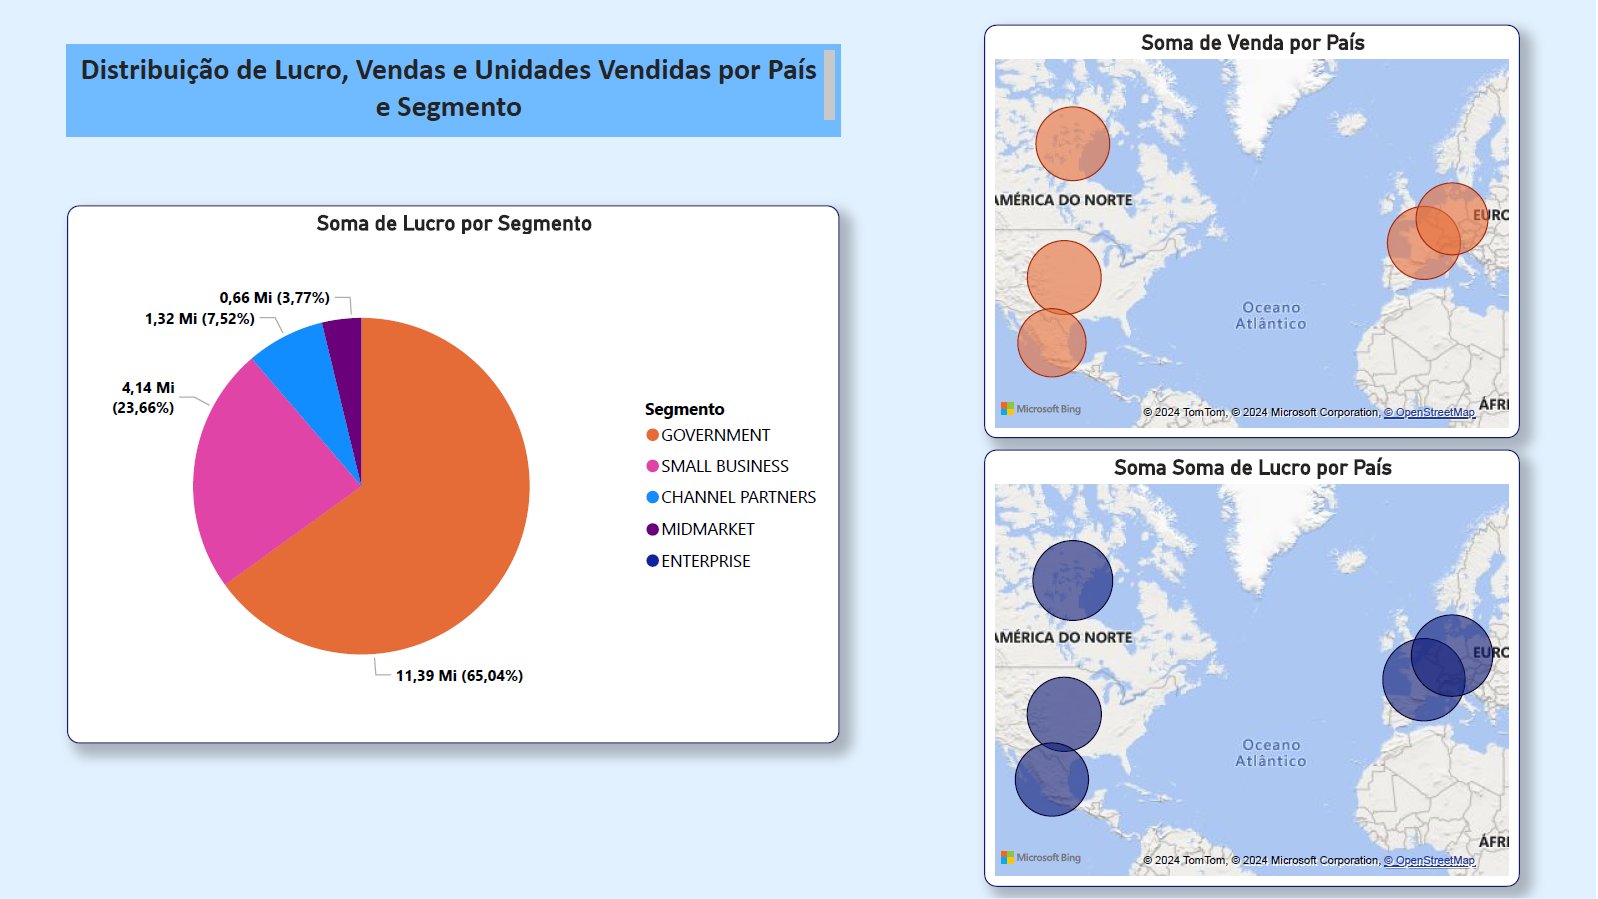 Distribuição de Lucro, Vendas e Unidades Vendidas por País
e Segmento
Soma de Lucro por Segmento
0,66 Mi (3,77%)
1,32 Mi (7,52%)
4,14 Mi
(23,66%)
11,39 Mi (65,04%)
Segmento
GOVERNMENT
SMALL BUSINESS
CHANNEL PARTNERS
MIDMARKET
ENTERPRISE
Soma de Venda por País
AMÉRICA DO NORTE
EURO
Oceano
Atlântico
ÁFRI
Microsoft Bing
© 2024 TomTom, © 2024 Microsoft Corporation, © OpenStreetMap
Soma Soma de Lucro por País
AMÉRICA DO NORTE
EURO
Oceano
Atlântico
ÁFRI
Microsoft Bing
© 2024 TomTom, © 2024 Microsoft Corporation, © OpenStreetMap